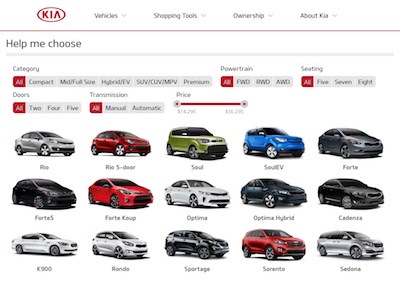 KIA Vehicles Shopping Tools Ownership About Kia
Help me choose
Category Powertrain Seating
All Compact Mid/Full Size Hybrid/EV SUV/CUV/MPV Premium All FWD RWD AWD All Five Seven Eight
Doors Transmission Price
All Two Four Five All Manual Automatic
$14,295
Rio Rio 5-door Soul SoulEV Forte
Forte5 Forte Koup Optima Optima Hybrid Cadenza
K900 Rondo Sportage Sorento Sedona